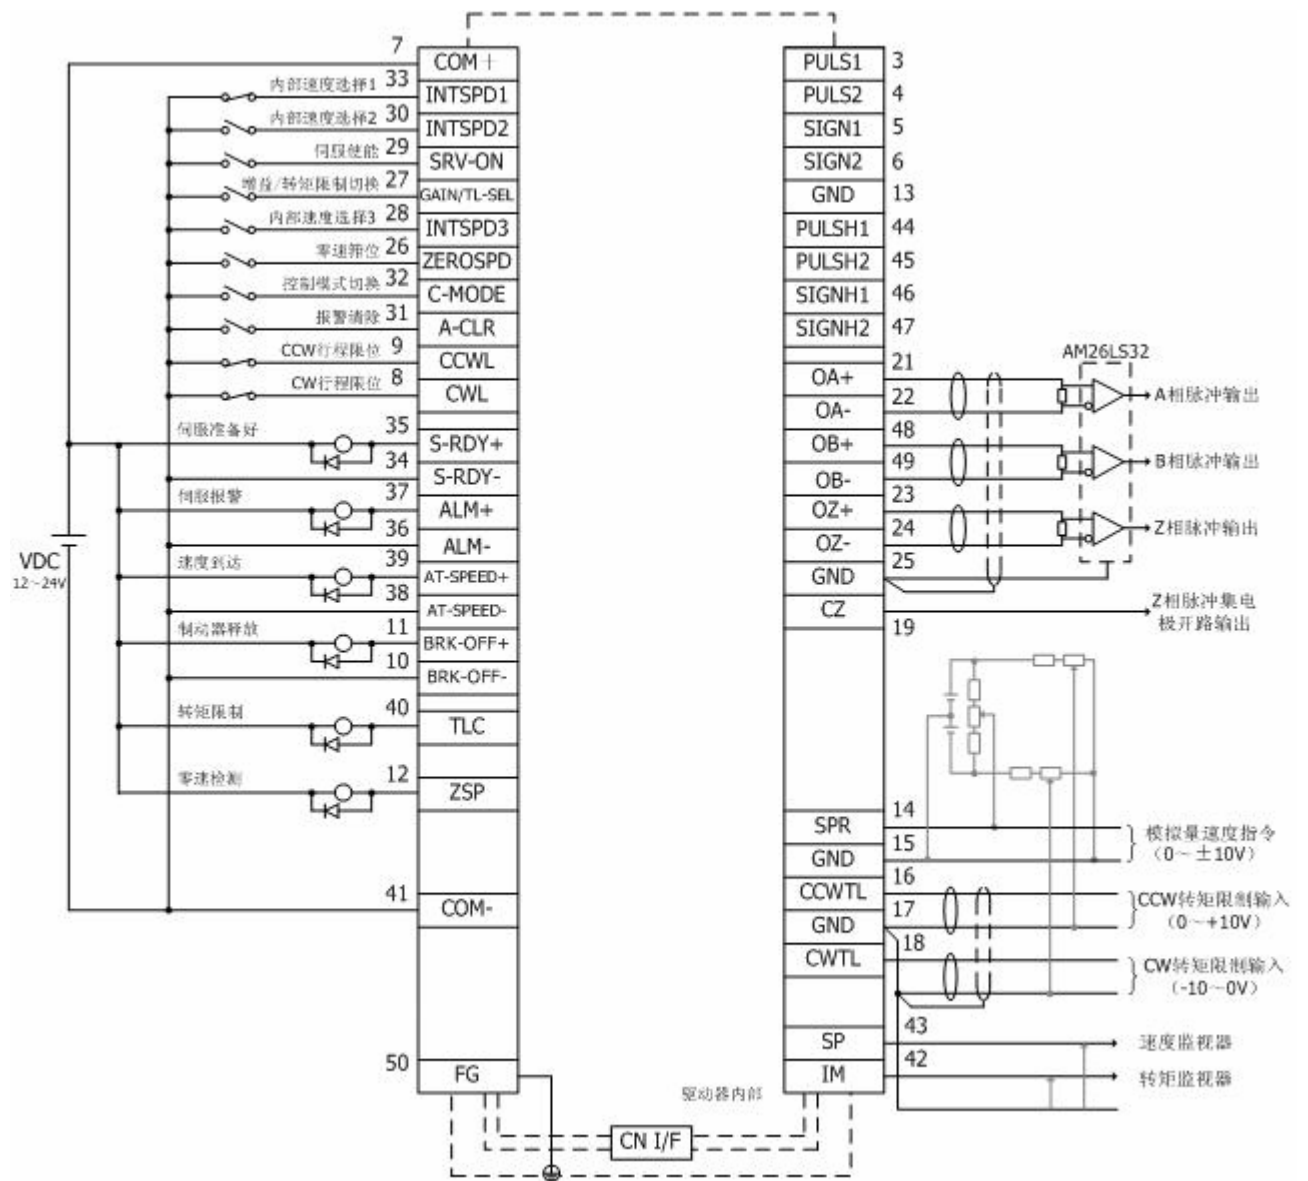 7
COM+
内部速度选择1 33
INTSPD1
内部速度选择2 30
INTSPD2
伺服使能 29
SRV-ON
增益/转矩限制切换 27
GAIN/TL-SEL
内部速度选择3 28
INTSPD3
零速箝位 26
ZEROSPD
控制模式切换 32
C-MODE
报警清除 31
A-CLR
CCW行程限位 9
CCWL
CW行程限位 8
CWL
伺服准备好 35
S-RDY+
34
S-RDY-
伺服报警 37
ALM+
36
ALM-
速度到达 39
AT-SPEED+
38
AT-SPEED-
制动器释放 11
BRK-OFF+
10
BRK-OFF-
转矩限制 40
TLC
零速检测 12
ZSP
41
COM-
50
FG
VDC
12~24V
PULS1 3
PULS2 4
SIGN1 5
SIGN2 6
GND 13
PULSH1 44
PULSH2 45
SIGNH1 46
SIGNH2 47
AM26LS32
21
OA+
22
OA-
A相脉冲输出
48
OB+
49
OB-
B相脉冲输出
23
OZ+
24
OZ-
Z相脉冲输出
25
GND
CZ
19
Z相脉冲集电
极开路输出
14
SPR
15
GND
模拟量速度指令
(0~±10V)
16
CCWTL
17
GND
CCW转矩限制输入
(0~+10V)
18
CWTL
CW转矩限制输入
(-10~0V)
43
SP
速度监视器
42
IM
转矩监视器
驱动器内部
CN I/F